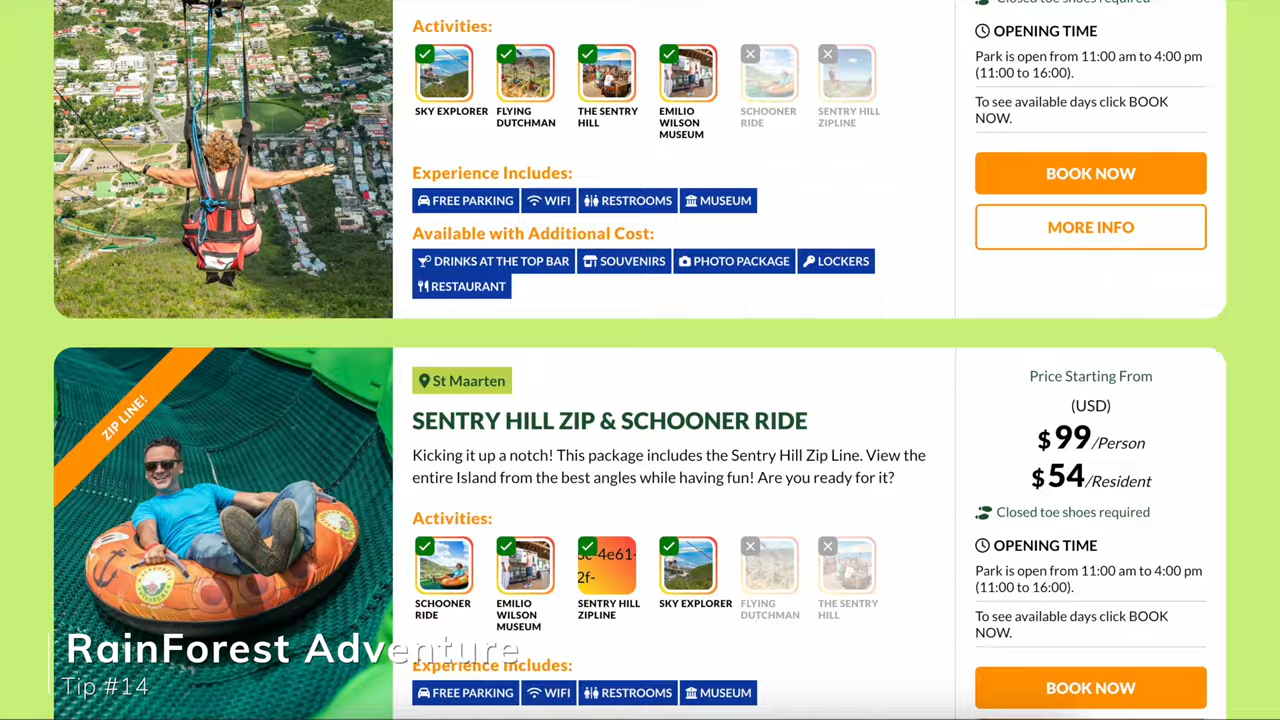 Closed toe shoes required
Activities:
SKY EXPLORER
FLYING
DUTCHMAN
THE SENTRY
HILL
EMILIO
WILSON
MUSEUM
SCHOONER
RIDE
SENTRY HILL
ZIPLINE
Experience Includes:
FREE PARKING WIFI RESTROOMS MUSEUM
Available with Additional Cost:
DRINKS AT THE TOP BAR SOUVENIRS PHOTO PACKAGE LOCKERS
RESTAURANT
OPENING TIME
Park is open from 11:00 am to 4:00 pm
(11:00 to 16:00).
To see available days click BOOK
NOW.
BOOK NOW
MORE INFO
ZIP LINE!
St Maarten
SENTRY HILL ZIP & SCHOONER RIDE
Kicking it up a notch! This package includes the Sentry Hill Zip Line. View the
entire Island from the best angles while having fun! Are you ready for it?
Activities:
SCHOONER
RIDE
EMILIO
WILSON
MUSEUM
4e61-
2f-
SENTRY HILL
ZIPLINE
SKY EXPLORER
FLYING
DUTCHMAN
THE SENTRY
HILL
Experience Includes:
FREE PARKING WIFI RESTROOMS MUSEUM
Price Starting From
(USD)
$99/Person
$54/Resident
Closed toe shoes required
OPENING TIME
Park is open from 11:00 am to 4:00 pm
(11:00 to 16:00).
To see available days click BOOK
NOW.
BOOK NOW
RainForest Adventure
Tip #14